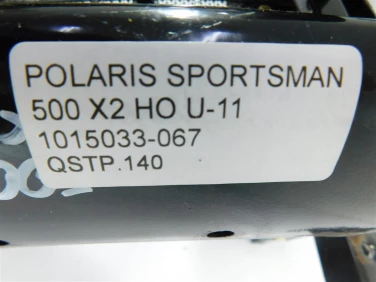 POLARIS SPORTSMAN
500 X2 HO U-11
1015033-067
QSTP.140